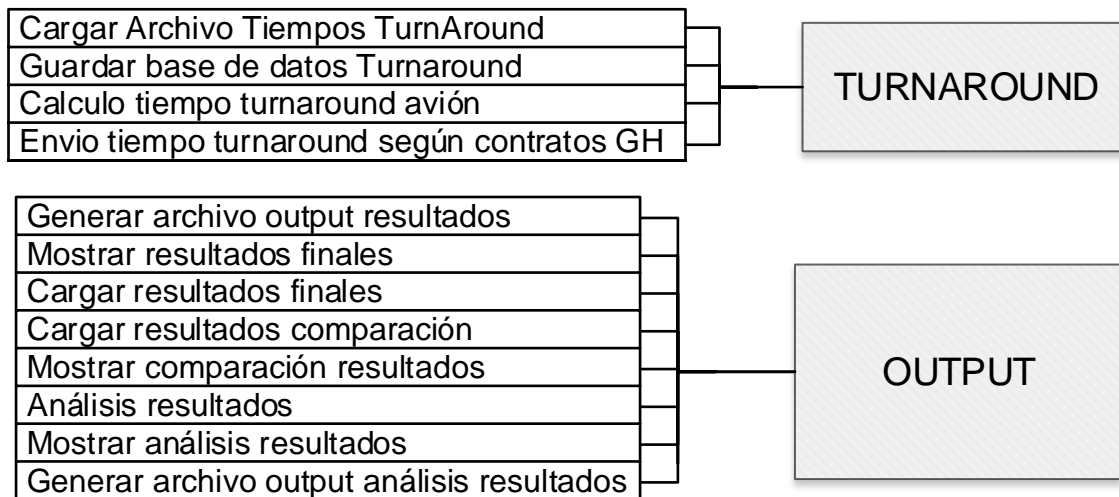 Cargar Archivo Tiempos TurnAround
Guardar base de datos Turnaround
Calculo tiempo turnaround avión
Envio tiempo turnaround según contratos GH
TURNAROUND
Generar archivo output resultados
Mostrar resultados finales
Cargar resultados finales
Cargar resultados comparación
Mostrar comparación resultados
Análisis resultados
Mostrar análisis resultados
Generar archivo output análisis resultados
OUTPUT